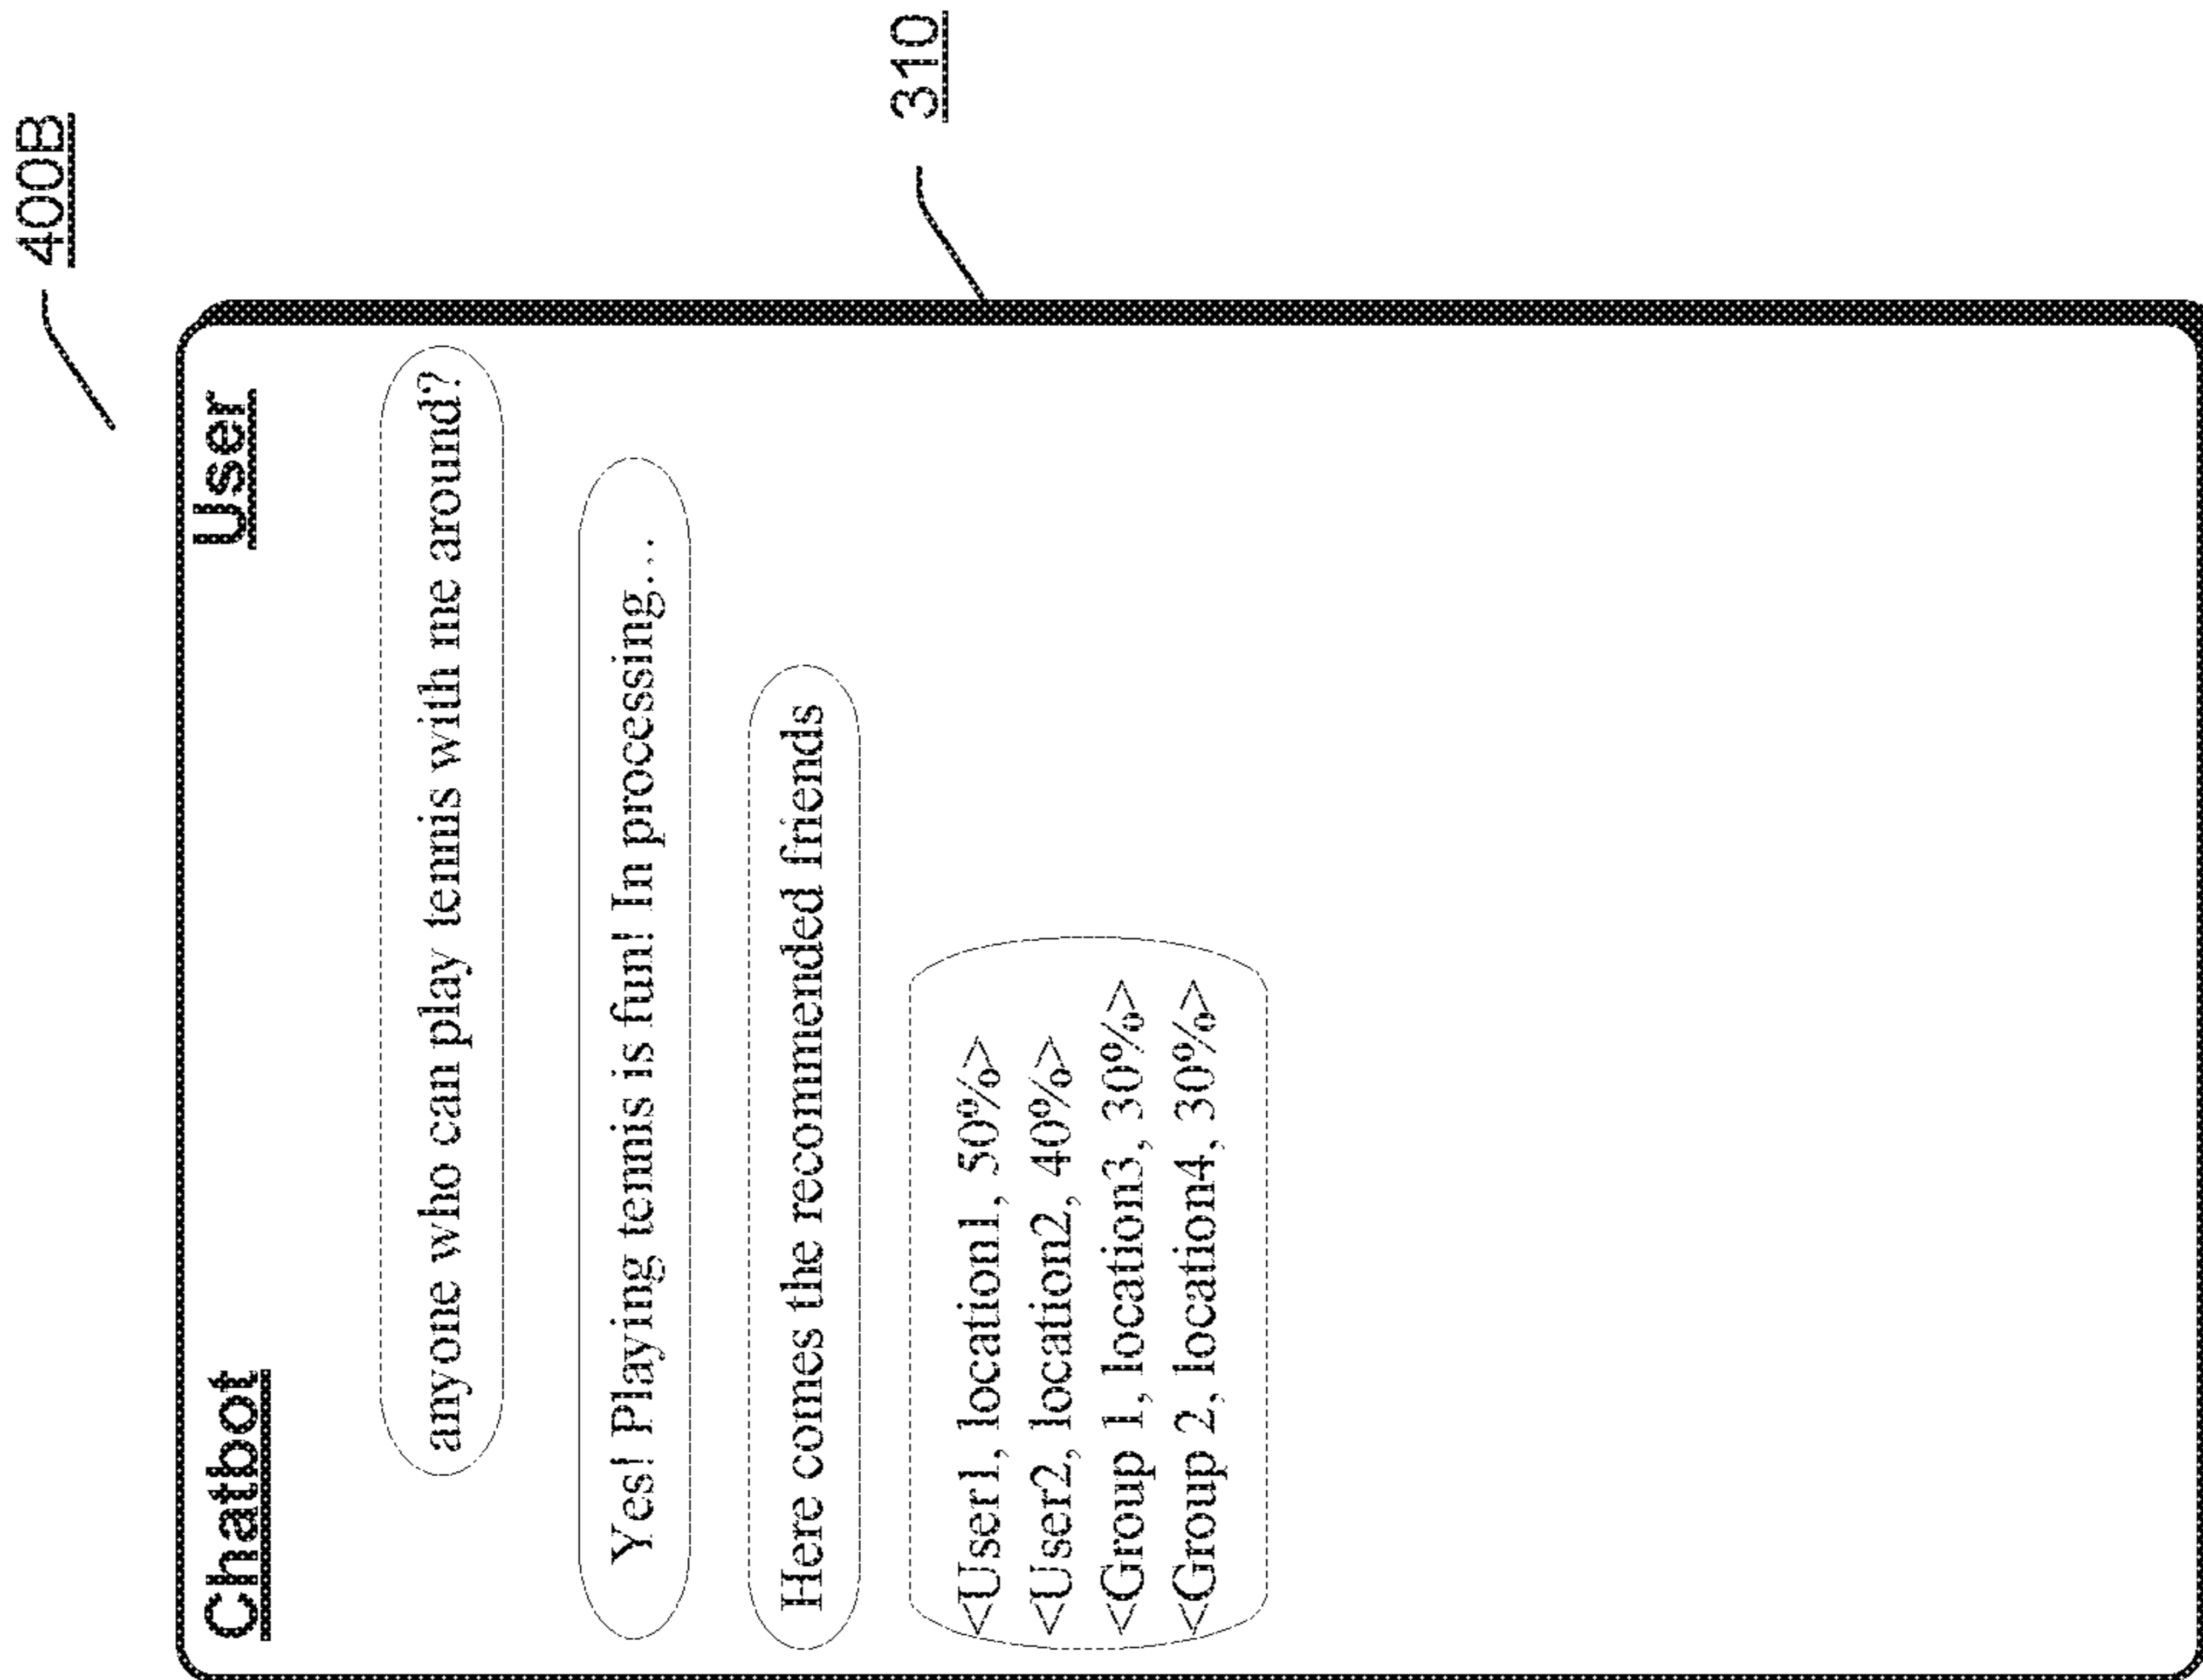 400B
Chatbot User
310
anyone who can play tennis with me around?
Yes! Playing tennis is fun! In processing…
Here comes the recommended friends
<User1, location1, 50%>
<User2, location2, 40%>
<Group 1, location3, 30%>
<Group 2, location4, 30%>